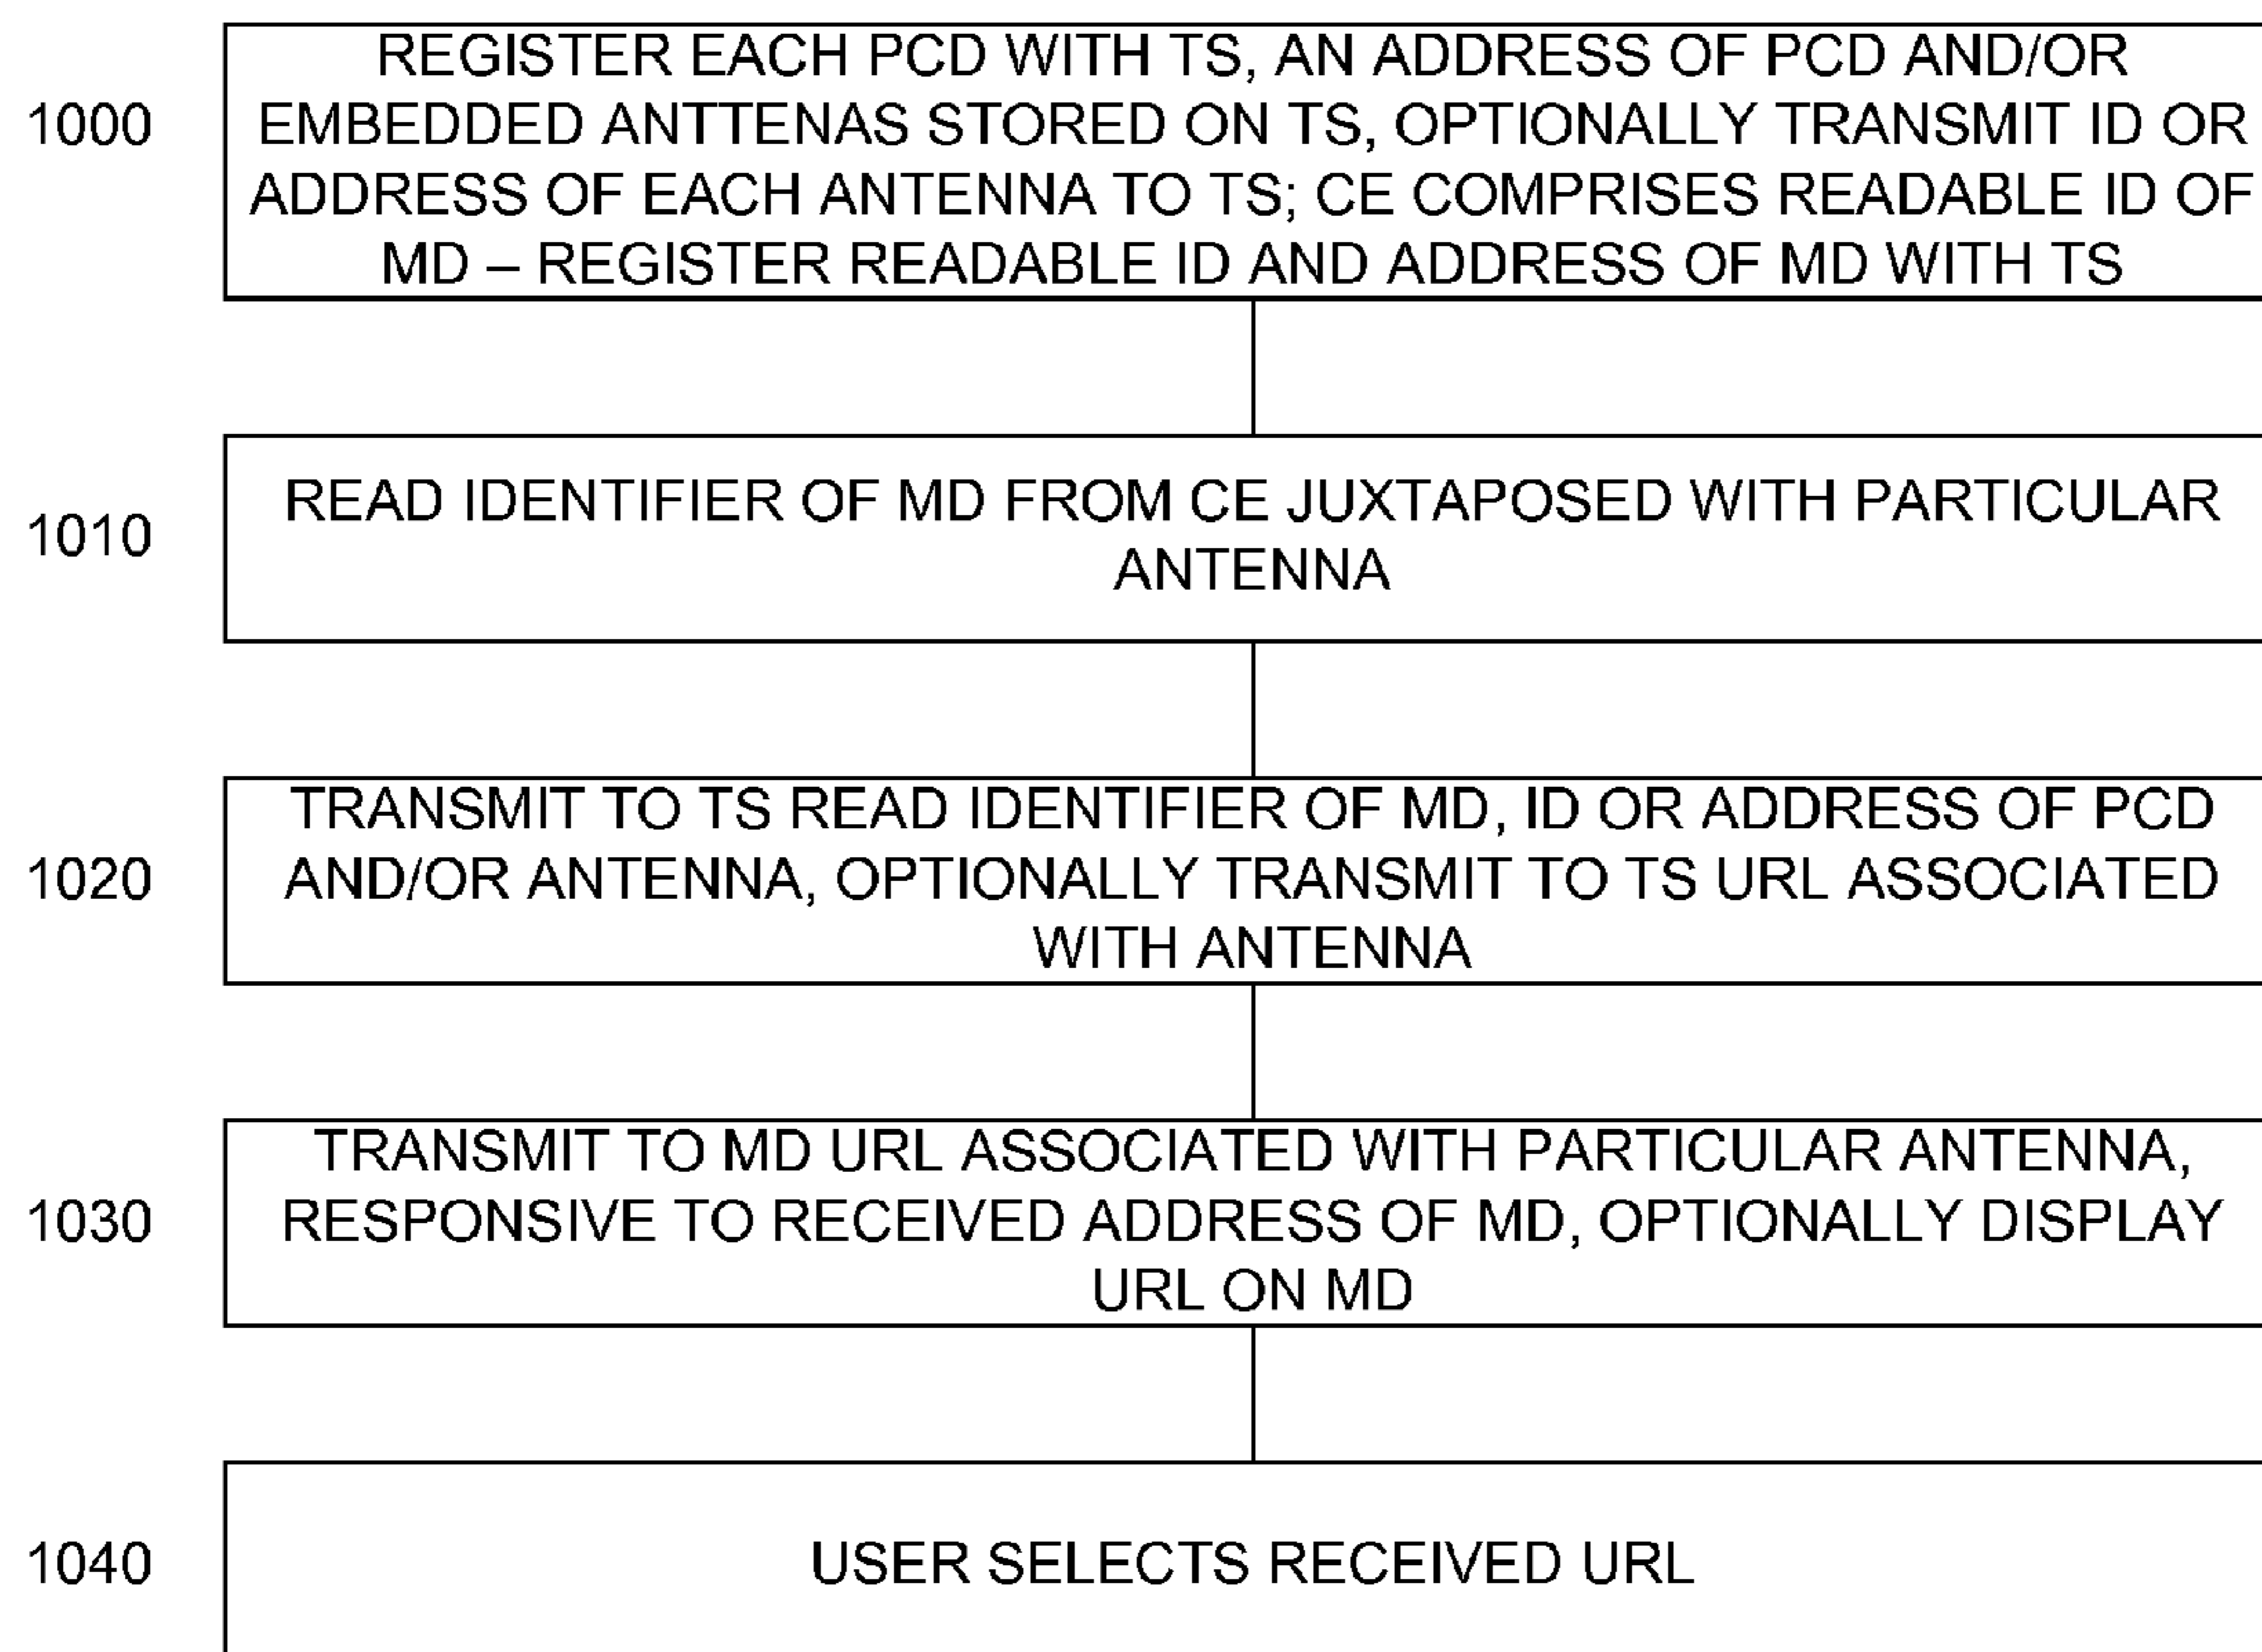 REGISTER EACH PCD WITH TS, AN ADDRESS OF PCD AND/OR
1000
EMBEDDED ANTTENAS STORED ON TS, OPTIONALLY TRANSMIT ID OR
ADDRESS OF EACH ANTENNA TO TS; CE COMPRISES READABLE ID OF
MD – REGISTER READABLE ID AND ADDRESS OF MD WITH TS
READ IDENTIFIER OF MD FROM CE JUXTAPOSED WITH PARTICULAR
1010
ANTENNA
TRANSMIT TO TS READ IDENTIFIER OF MD, ID OR ADDRESS OF PCD
1020
AND/OR ANTENNA, OPTIONALLY TRANSMIT TO TS URL ASSOCIATED
WITH ANTENNA
TRANSMIT TO MD URL ASSOCIATED WITH PARTICULAR ANTENNA,
1030
RESPONSIVE TO RECEIVED ADDRESS OF MD, OPTIONALLY DISPLAY
URL ON MD
1040
USER SELECTS RECEIVED URL